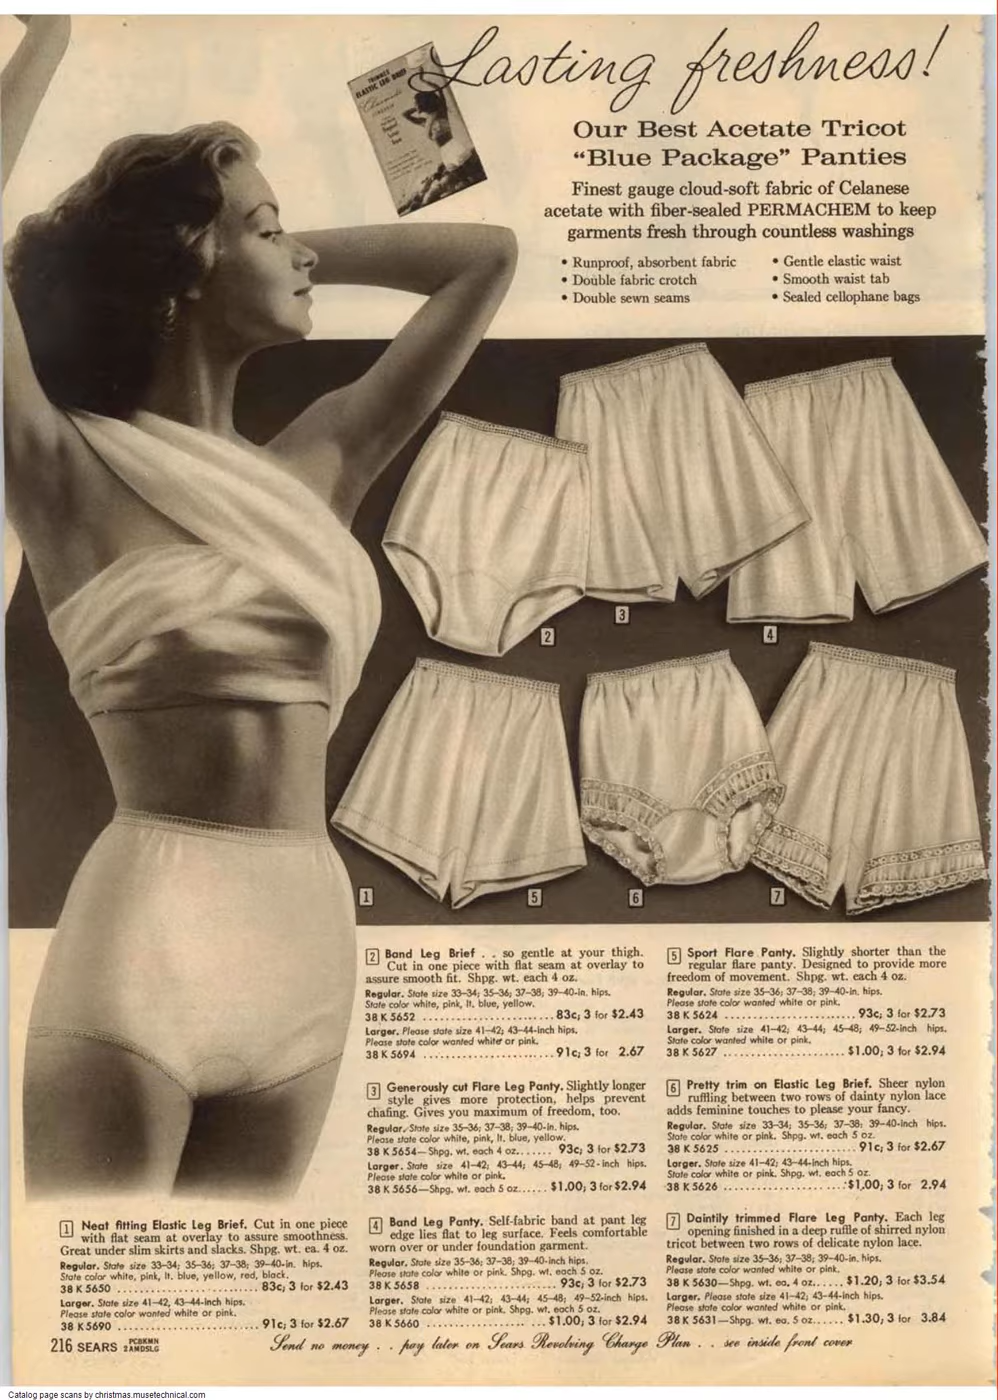 Lasting freshness!
Our Best Acetate Tricot
“Blue Package” Panties
Finest gauge cloud-soft fabric of Celanese
acetate with fiber-sealed PERMACHEM to keep
garments fresh through countless washings
• Runproof, absorbent fabric
• Double fabric crotch
• Double sewn seams
• Gentle elastic waist
• Smooth waist tab
• Sealed cellophane bags
ELASTIC LEG BRIEF
2
3
4
1
5
6
7
2 Band Leg Brief . . so gentle at your thigh.
Cut in one piece with flat seam at overlay to
assure smooth fit. Shpg. wt. each 4 oz.
Regular. State size 33–34; 35–36; 37–38; 39–40-in. hips.
State color white, pink, lt. blue, yellow.
38 K 5652 ........................ 83c; 3 for $2.43
Larger. Please state size 41–42; 43–44-inch hips.
Please state color wanted white or pink.
38 K 5694 ........................ 91c; 3 for 2.67
3 Generously cut Flare Leg Panty. Slightly longer
style gives more protection, helps prevent
chafing. Gives you maximum of freedom, too.
Regular. State size 35–36; 37–38; 39–40-in. hips.
Please state color white, pink, lt. blue, yellow.
38 K 5654—Shpg. wt. each 4 oz....... 93c; 3 for $2.73
Larger. State size 41–42; 43–44; 45–48; 49–52-inch hips.
Please state color wanted white or pink.
38 K 5656—Shpg. wt. each 5 oz...... $1.00; 3 for $2.94
5 Sport Flare Panty. Slightly shorter than the
regular flare panty. Designed to provide more
freedom of movement. Shpg. wt. each 4 oz.
Regular. State size 35–36; 37–38; 39–40-in. hips.
Please state color wanted white or pink.
38 K 5624 ........................ 93c; 3 for $2.73
Larger. State size 41–42; 43–44; 45–48; 49–52-inch hips.
State color wanted white or pink.
38 K 5627 ....................... $1.00; 3 for $2.94
6 Pretty trim on Elastic Leg Brief. Sheer nylon
ruffling between two rows of dainty nylon lace
adds feminine touches to please your fancy.
Regular. State size 33–34; 35–36; 37–38; 39–40-inch hips.
State color white or pink. Shpg. wt. each 5 oz.
38 K 5625 ........................ 91c; 3 for $2.67
Larger. State size 41–42; 43–44-inch hips.
State color white or pink. Shpg. wt. each 5 oz.
38 K 5626 ....................... $1.00; 3 for 2.94
1 Neat fitting Elastic Leg Brief. Cut in one piece
with flat seam at overlay to assure smoothness.
Great under slim skirts and slacks. Shpg. wt. ea. 4 oz.
Regular. State size 33–34; 35–36; 37–38; 39–40-in. hips.
State color white, pink, lt. blue, yellow, red, black.
38 K 5650 ........................ 83c; 3 for $2.43
Larger. State size 41–42, 43–44-inch hips.
Please state color wanted white or pink.
38 K 5690 ........................ 91c; 3 for $2.67
4 Band Leg Panty. Self-fabric band at pant leg
edge lies flat to leg surface. Feels comfortable
worn over or under foundation garment.
Regular. State size 35–36; 37–38; 39–40-inch hips.
Please state color white or pink. Shpg. wt. each 5 oz.
38 K 5658 ........................ 93c; 3 for $2.73
Larger. State size 41–42; 43–44; 45–48; 49–52-inch hips.
Please state color white or pink. Shpg. wt. each 5 oz.
38 K 5660 ....................... $1.00; 3 for $2.94
7 Daintily trimmed Flare Leg Panty. Each leg
opening finished in a deep ruffle of shirred nylon
tricot between two rows of delicate nylon lace.
Regular. State size 35–36; 37–38; 39–40-in. hips.
Please state color wanted white or pink.
38 K 5630—Shpg. wt. ea. 4 oz...... $1.20; 3 for $3.54
Larger. Please state size 41–42; 43–44-inch hips.
Please state color wanted white or pink.
38 K 5631—Shpg. wt. ea. 5 oz...... $1.30; 3 for 3.84
216 SEARS PCBKMN 2AMDSLG
Send no money . . pay later on Sears Revolving Charge Plan . . see inside front cover
Catalog page scans by christmas.musetechnical.com